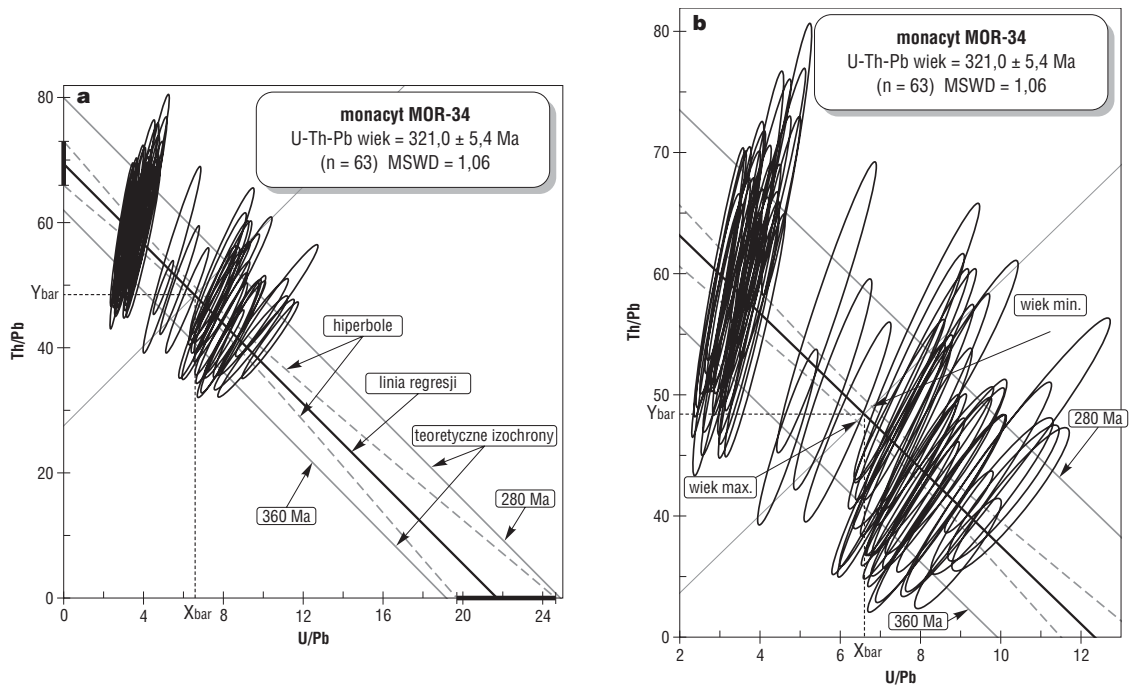 a
monacyt MOR-34
U-Th-Pb wiek = 321,0 ± 5,4 Ma
(n = 63) MSWD = 1,06
80
60
40
20
0
Th/Pb
Ybar
hiperbole
linia regresji
teoretyczne izochrony
280 Ma
360 Ma
0 4 Xbar 8 12 16 20 24
U/Pb
b
monacyt MOR-34
U-Th-Pb wiek = 321,0 ± 5,4 Ma
(n = 63) MSWD = 1,06
80
70
60
50
40
0
Th/Pb
Ybar
wiek min.
wiek max.
280 Ma
360 Ma
2 4 6 Xbar 8 10 12
U/Pb